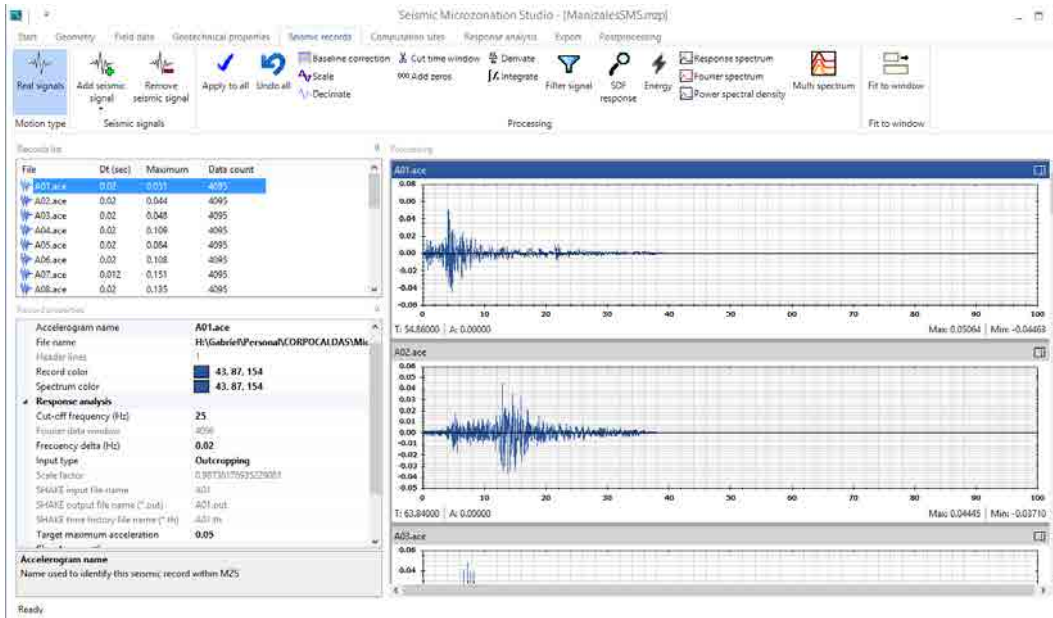 Seismic Microzonation Studio - [ManizalesSMS.mzp]
Start Geometry Field data Geotechnical properties Seismic records Computation sites Response analysis Export Postprocessing
Real signals
Add seismic signal
Remove seismic signal
Apply to all
Undo all
Baseline correction
Scale
Decimate
Cut time window
000 Add zeros
Derivate
Integrate
Filter signal
SDF response
Energy
Response spectrum
Fourier spectrum
Power spectral density
Multi spectrum
Fit to window
Motion type
Seismic signals
Processing
Fit to window
Records list
File Dt (sec) Maximum Data count
A01.ace 0.02 0.051 4095
A02.ace 0.02 0.044 4095
A03.ace 0.02 0.048 4095
A04.ace 0.02 0.109 4095
A05.ace 0.02 0.084 4095
A06.ace 0.02 0.108 4095
A07.ace 0.012 0.151 4095
A08.ace 0.02 0.135 4095
Record properties
Accelerogram name A01.ace
File name H:\Gabriel\Personal\CORPOCALDAS\Mic
Header lines 1
Record color 43, 87, 154
Spectrum color 43, 87, 154
Response analysis
Cut-off frequency (Hz) 25
Fourier data window 4096
Frecuency delta (Hz) 0.02
Input type Outcropping
Scale factor
SHAKE input file name A01
SHAKE output file name (*.out) A01.out
SHAKE time history file name (*.th) A01.th
Target maximum acceleration 0.05
Accelerogram name
Name used to identify this seismic record within MZS
Ready
Processing
A01.ace
0.08
0.06
0.04
0.02
0.00
-0.02
-0.04
-0.06
0 10 20 30 40 50 60 70 80 90 100
T: 54.86000 A: 0.00000 Max: 0.05064 Min: -0.04463
A02.ace
0.06
0.05
0.04
0.03
0.02
0.01
0.00
-0.01
-0.02
-0.03
-0.04
-0.05
0 10 20 30 40 50 60 70 80 90 100
T: 63.84000 A: 0.00000 Max: 0.04445 Min: -0.03710
A03.ace
0.06
0.04